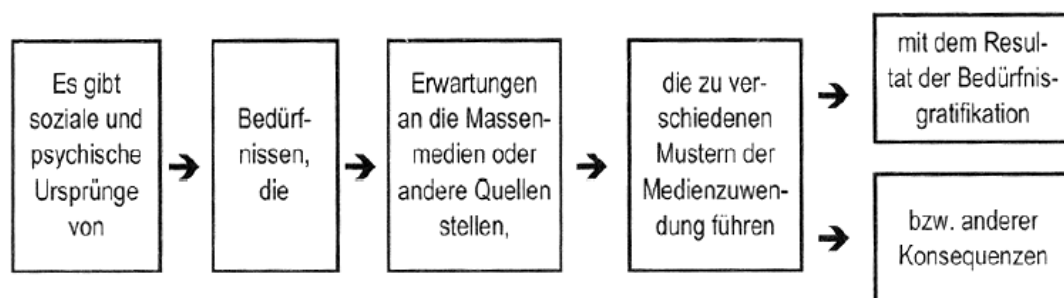 Es gibt
soziale und
psychische
Ursprünge
von
Bedürf-
nissen,
die
Erwartungen
an die Massen-
medien oder
andere Quellen
stellen,
die zu ver-
schiedenen
Mustern der
Medienzuwen-
dung führen
mit dem Resul-
tat der Bedürfnis-
gratifikation
bzw. anderer
Konsequenzen